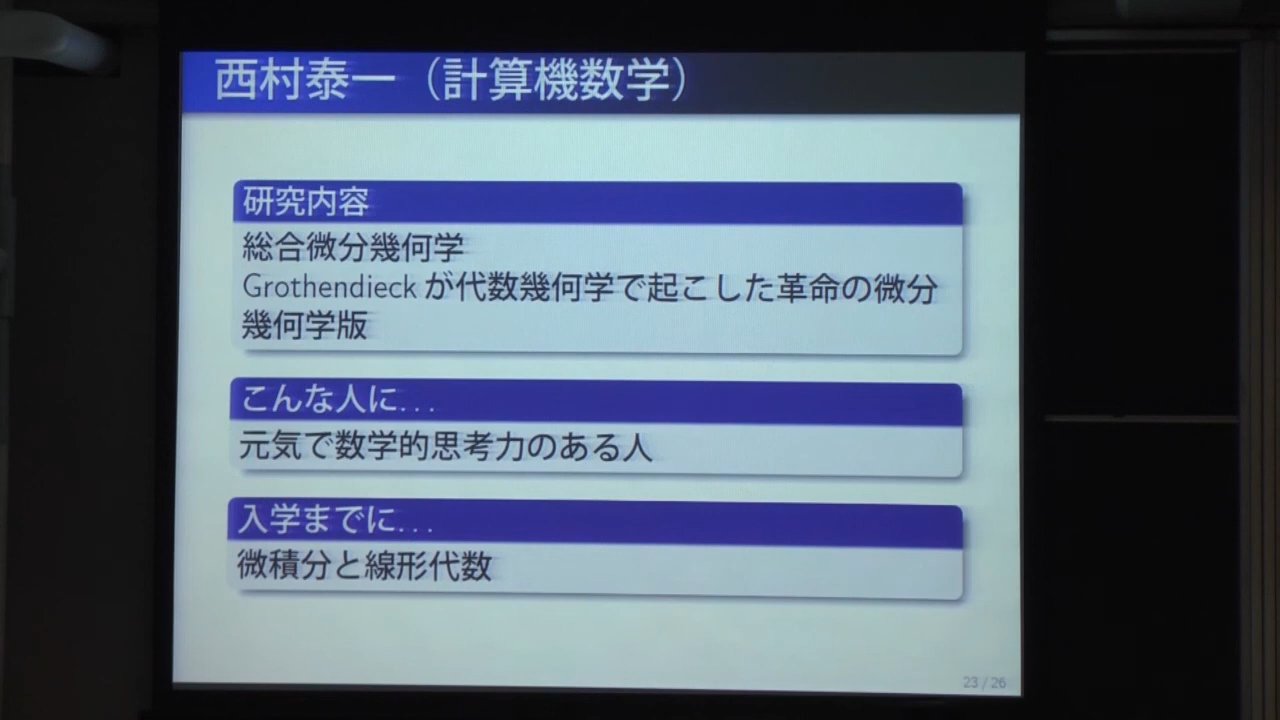 西村泰一（計算機数学）
研究内容
総合微分幾何学
Grothendieck が代数幾何学で起こした革命の微分
幾何学版
こんな人に. . .
元気で数学的思考力のある人
入学までに. . .
微積分と線形代数
23 / 26